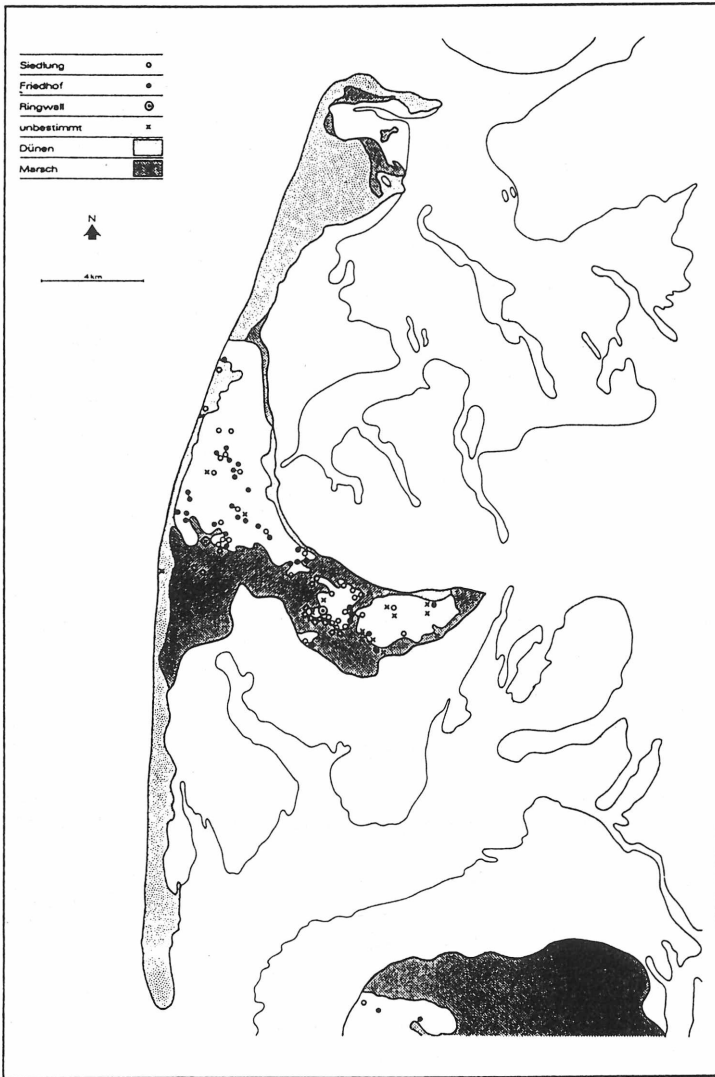 Siedlung
Friedhof
Ringwall
unbestimmt
Dünen
Marsch
N
4 km